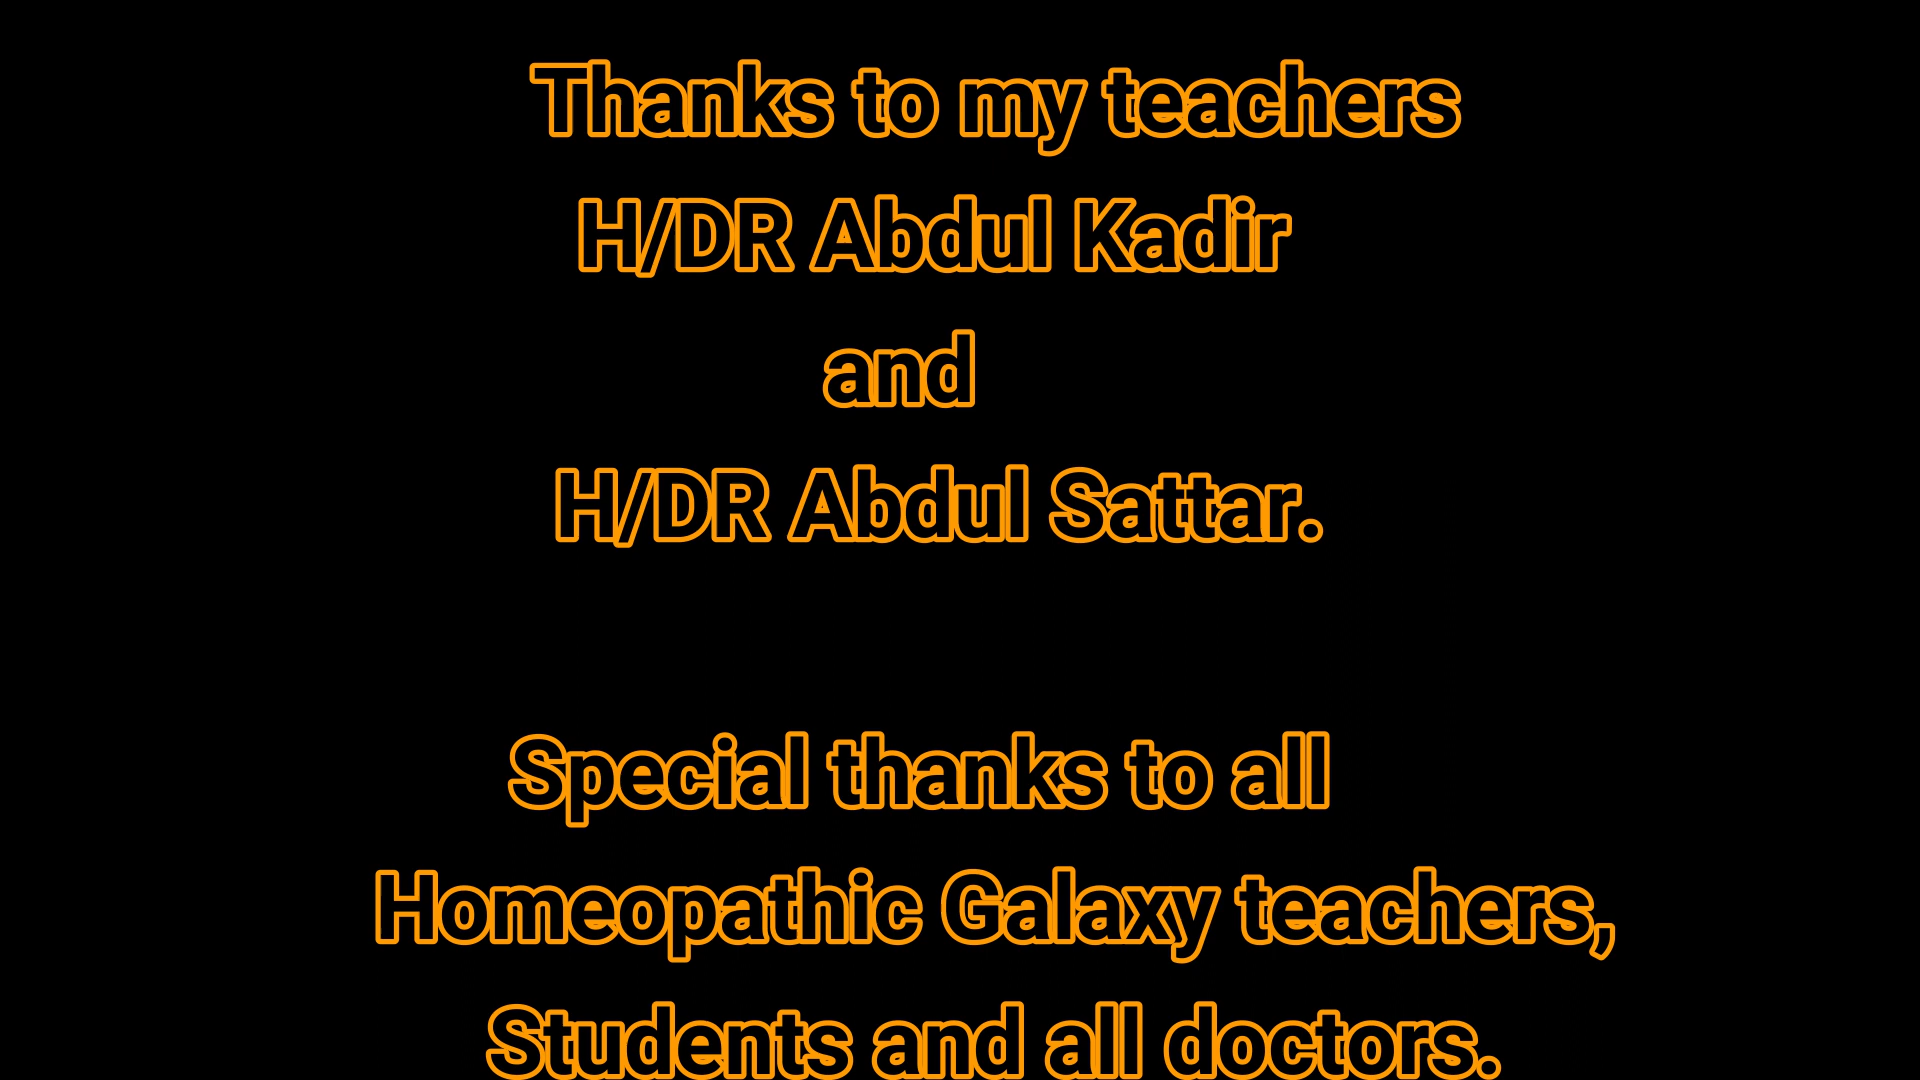 Thanks to my teachers
H/DR Abdul Kadir
and
H/DR Abdul Sattar.
Special thanks to all
Homeopathic Galaxy teachers,
Students and all doctors.